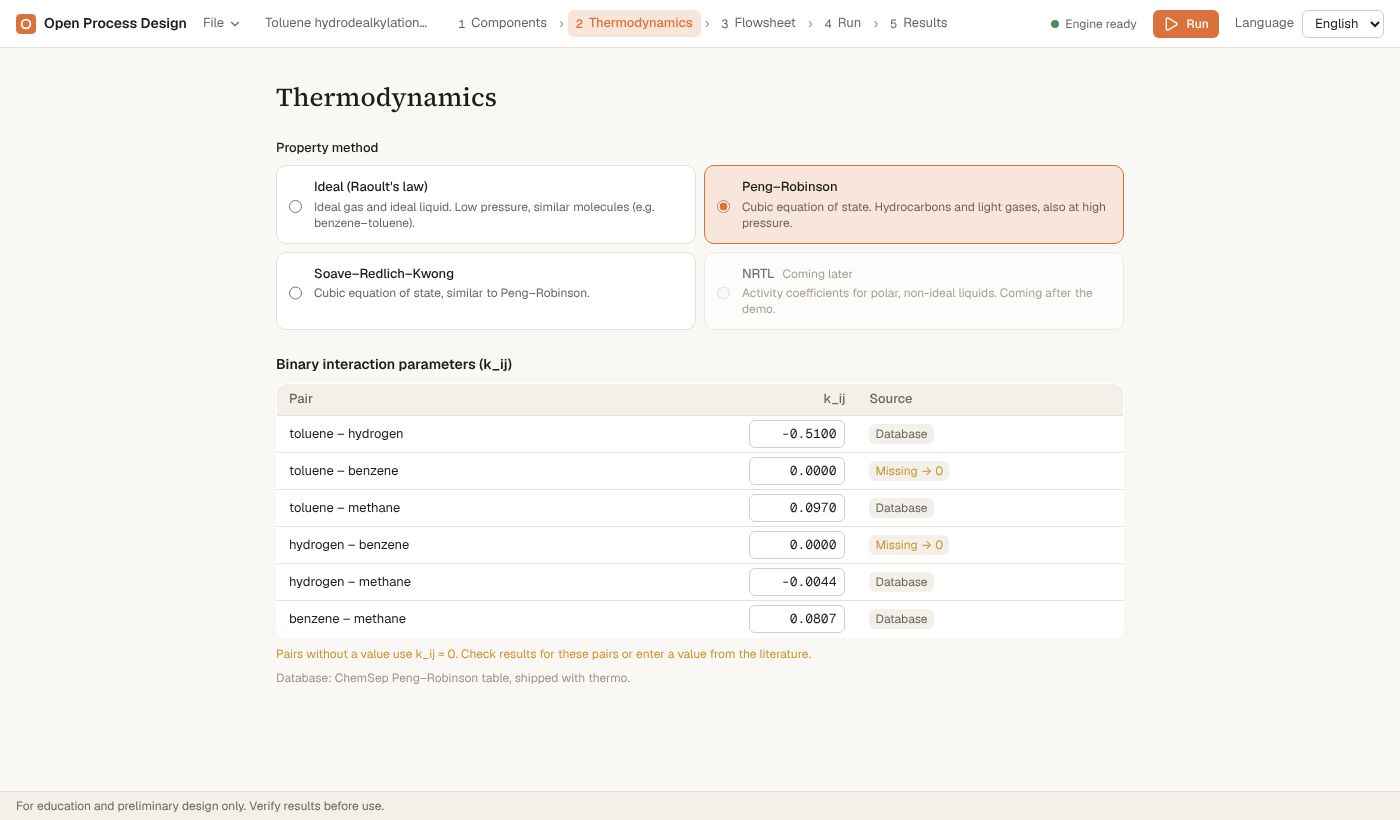 Open Process Design File Toluene hydrodealkylation... 1 Components › 2 Thermodynamics › 3 Flowsheet › 4 Run › 5 Results Engine ready Run Language English
Thermodynamics
Property method
Ideal (Raoult's law)
Ideal gas and ideal liquid. Low pressure, similar molecules (e.g.
benzene–toluene).
Peng–Robinson
Cubic equation of state. Hydrocarbons and light gases, also at high
pressure.
Soave–Redlich–Kwong
Cubic equation of state, similar to Peng–Robinson.
NRTL Coming later
Activity coefficients for polar, non-ideal liquids. Coming after the
demo.
Binary interaction parameters (k_ij)
Pair k_ij Source
toluene – hydrogen -0.5100 Database
toluene – benzene 0.0000 Missing → 0
toluene – methane 0.0970 Database
hydrogen – benzene 0.0000 Missing → 0
hydrogen – methane -0.0044 Database
benzene – methane 0.0807 Database
Pairs without a value use k_ij = 0. Check results for these pairs or enter a value from the literature.
Database: ChemSep Peng–Robinson table, shipped with thermo.
For education and preliminary design only. Verify results before use.